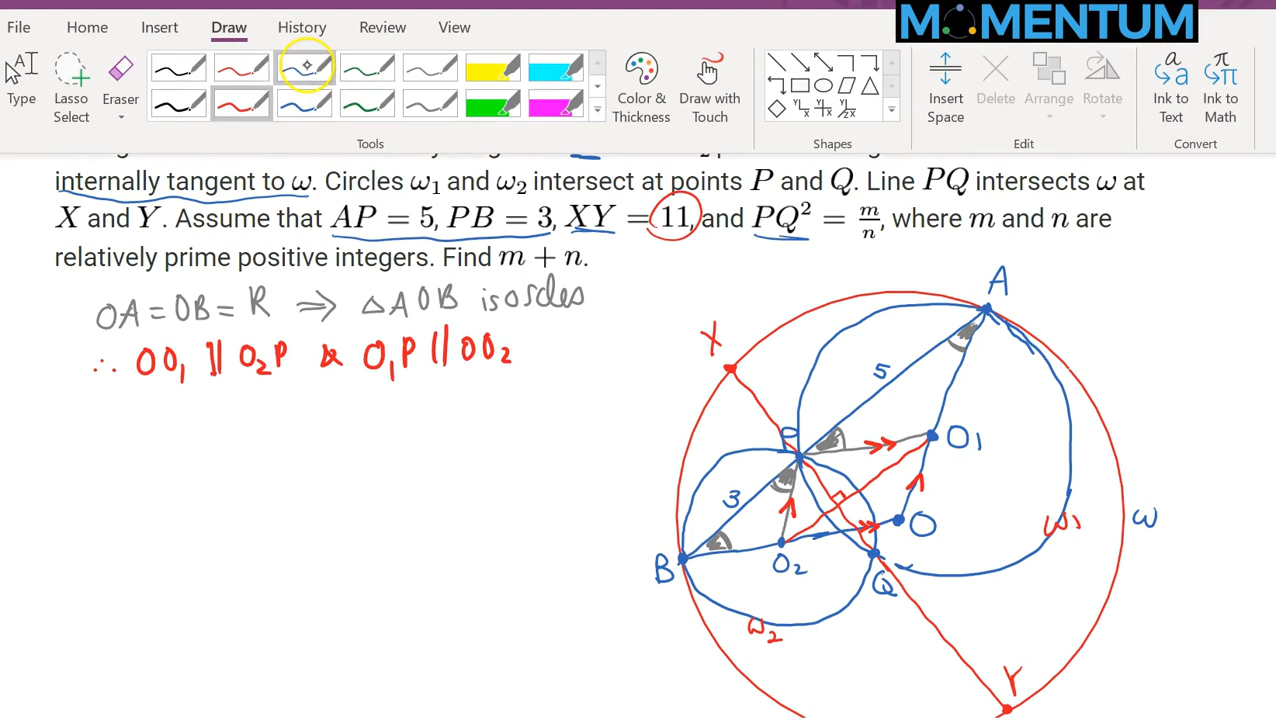 MOMENTUM
File Home Insert Draw History Review View
Type
Lasso Select
Eraser
Color & Thickness
Draw with Touch
Insert Space
Delete
Arrange
Rotate
Ink to Text
Ink to Math
Tools
Shapes
Edit
Convert
internally tangent to ω. Circles ω₁ and ω₂ intersect at points P and Q. Line PQ intersects ω at
X and Y. Assume that AP = 5, PB = 3, XY = 11, and PQ² = m/n, where m and n are
relatively prime positive integers. Find m + n.
OA = OB = R ⇒ △AOB isosceles
∴ OO₁ || O₂P & O₁P || OO₂
A
X
5
P
O₁
3
O
ω₁
ω
B
O₂
Q
ω₂
Y